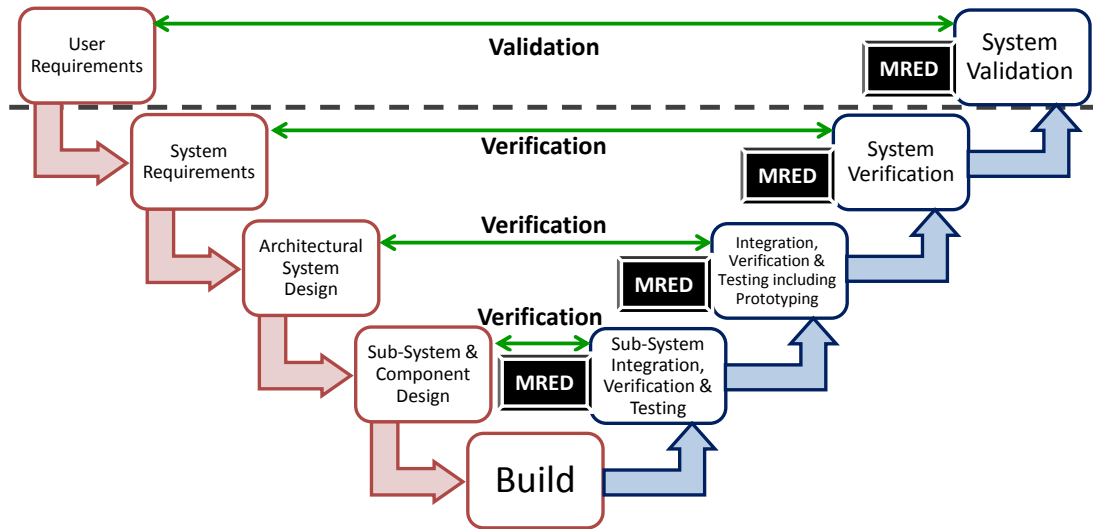 User
Requirements
Validation
MRED
System
Validation
System
Requirements
Verification
MRED
System
Verification
Architectural
System
Design
Verification
MRED
Integration,
Verification &
Testing including
Prototyping
Sub-System &
Component
Design
Verification
MRED
Sub-System
Integration,
Verification &
Testing
Build